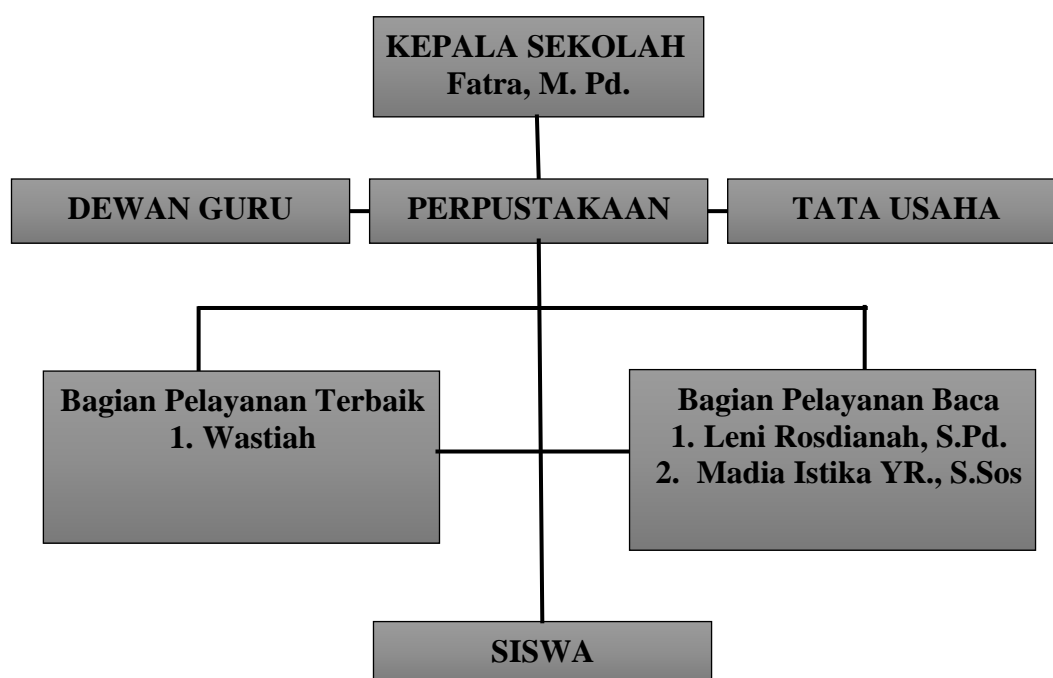 KEPALA SEKOLAH
Fatra, M. Pd.
DEWAN GURU
PERPUSTAKAAN
TATA USAHA
Bagian Pelayanan Terbaik
1. Wastiah
Bagian Pelayanan Baca
1. Leni Rosdianah, S.Pd.
2. Madia Istika YR., S.Sos
SISWA